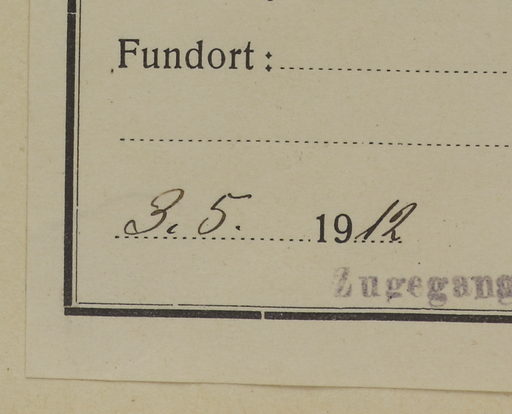 Fundort:
3. 5. 1912
Zugegang